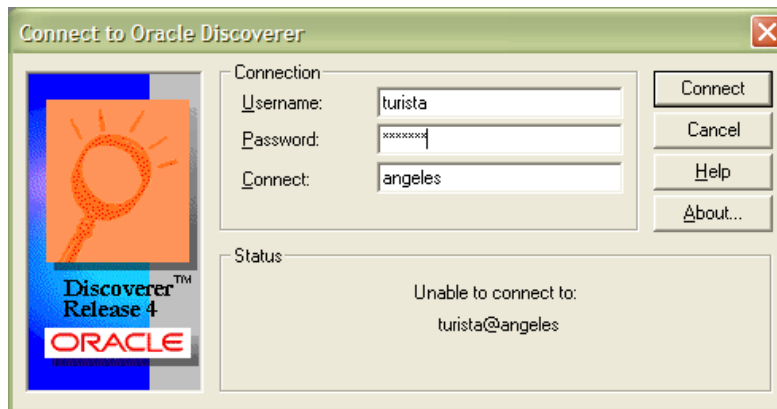 Connect to Oracle Discoverer
Connection
Username: turista
Password: *******
Connect: angeles
Connect
Cancel
Help
About...
Discoverer™
Release 4
ORACLE
Status
Unable to connect to:
turista@angeles